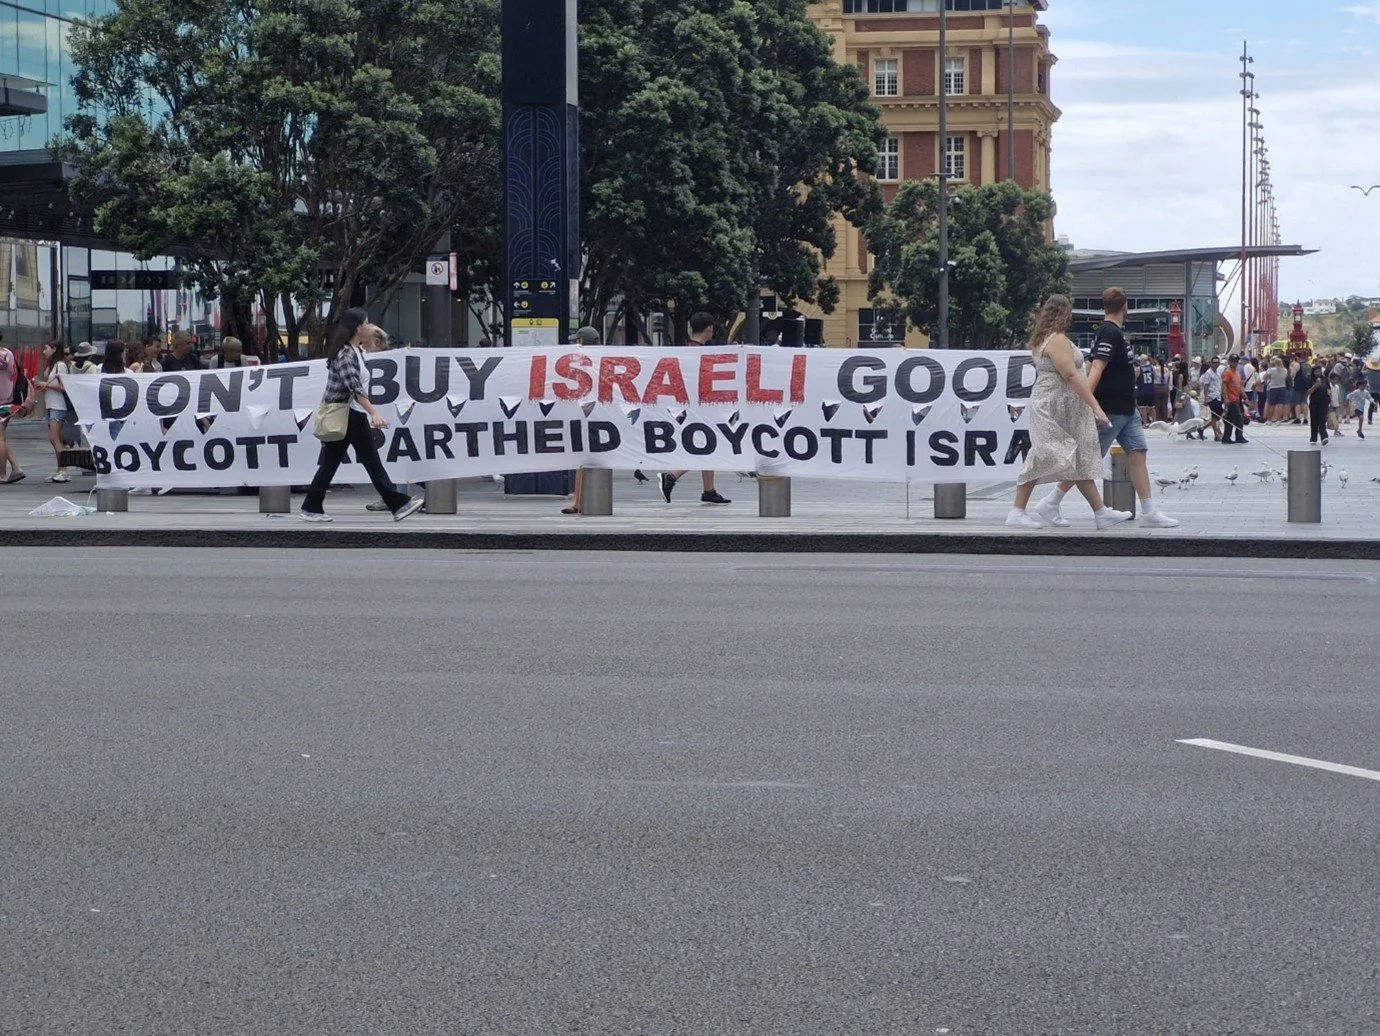 DON'T BUY ISRAELI GOOD
BOYCOTT APARTHEID BOYCOTT ISRA